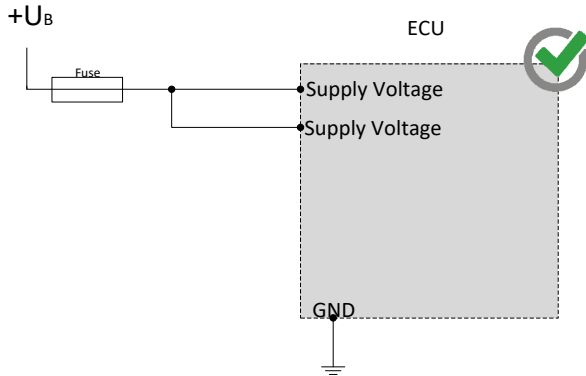 +UB
ECU
Fuse
Supply Voltage
Supply Voltage
GND